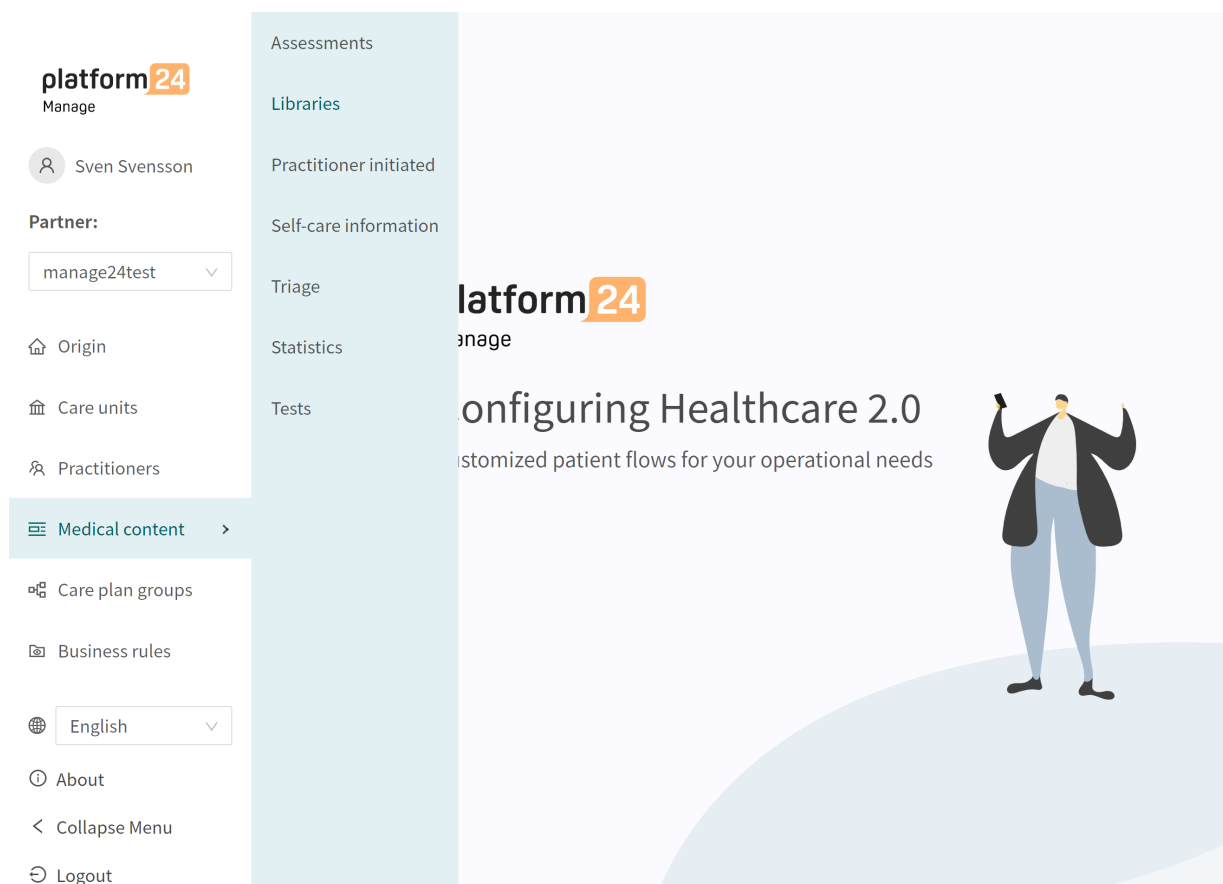 platform24
Manage
Sven Svensson
Partner:
manage24test
Origin
Care units
Practitioners
Medical content
Care plan groups
Business rules
English
About
Collapse Menu
Logout
Assessments
Libraries
Practitioner initiated
Self-care information
Triage
Statistics
Tests
latform24
anage
onfiguring Healthcare 2.0
stomized patient flows for your operational needs